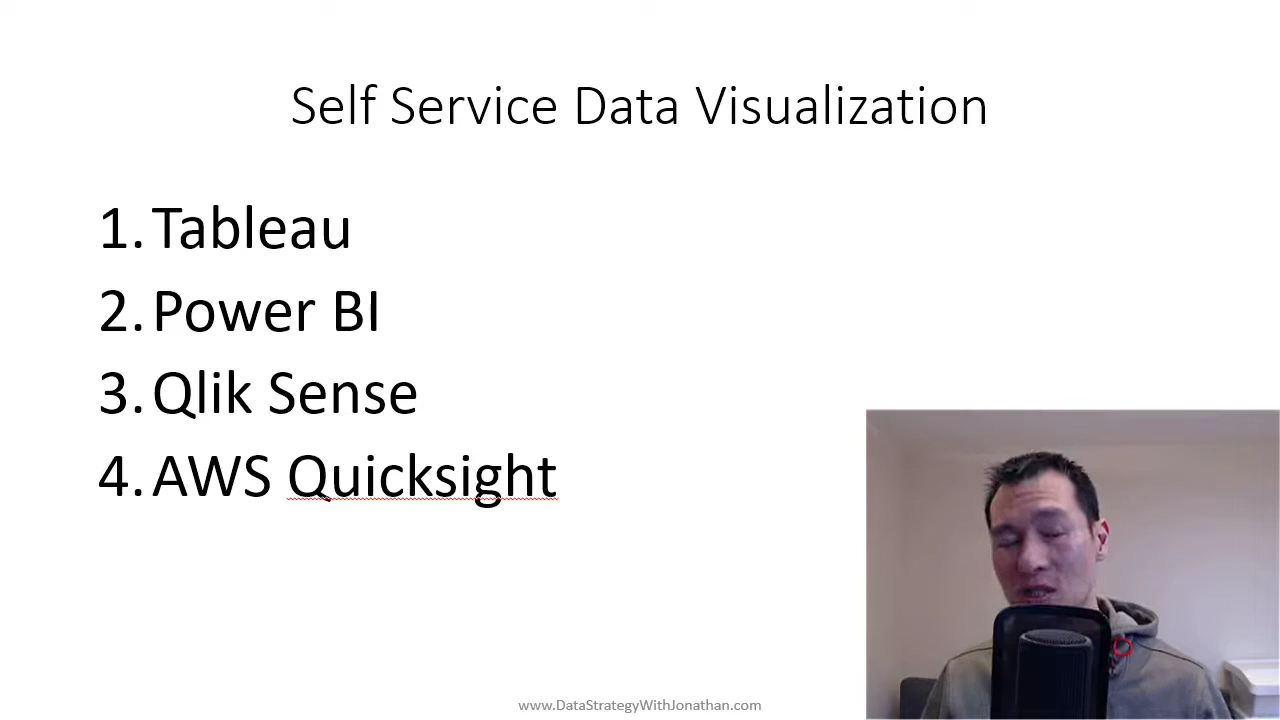 Self Service Data Visualization
1. Tableau
2. Power BI
3. Qlik Sense
4. AWS Quicksight
www.DataStrategyWithJonathan.com